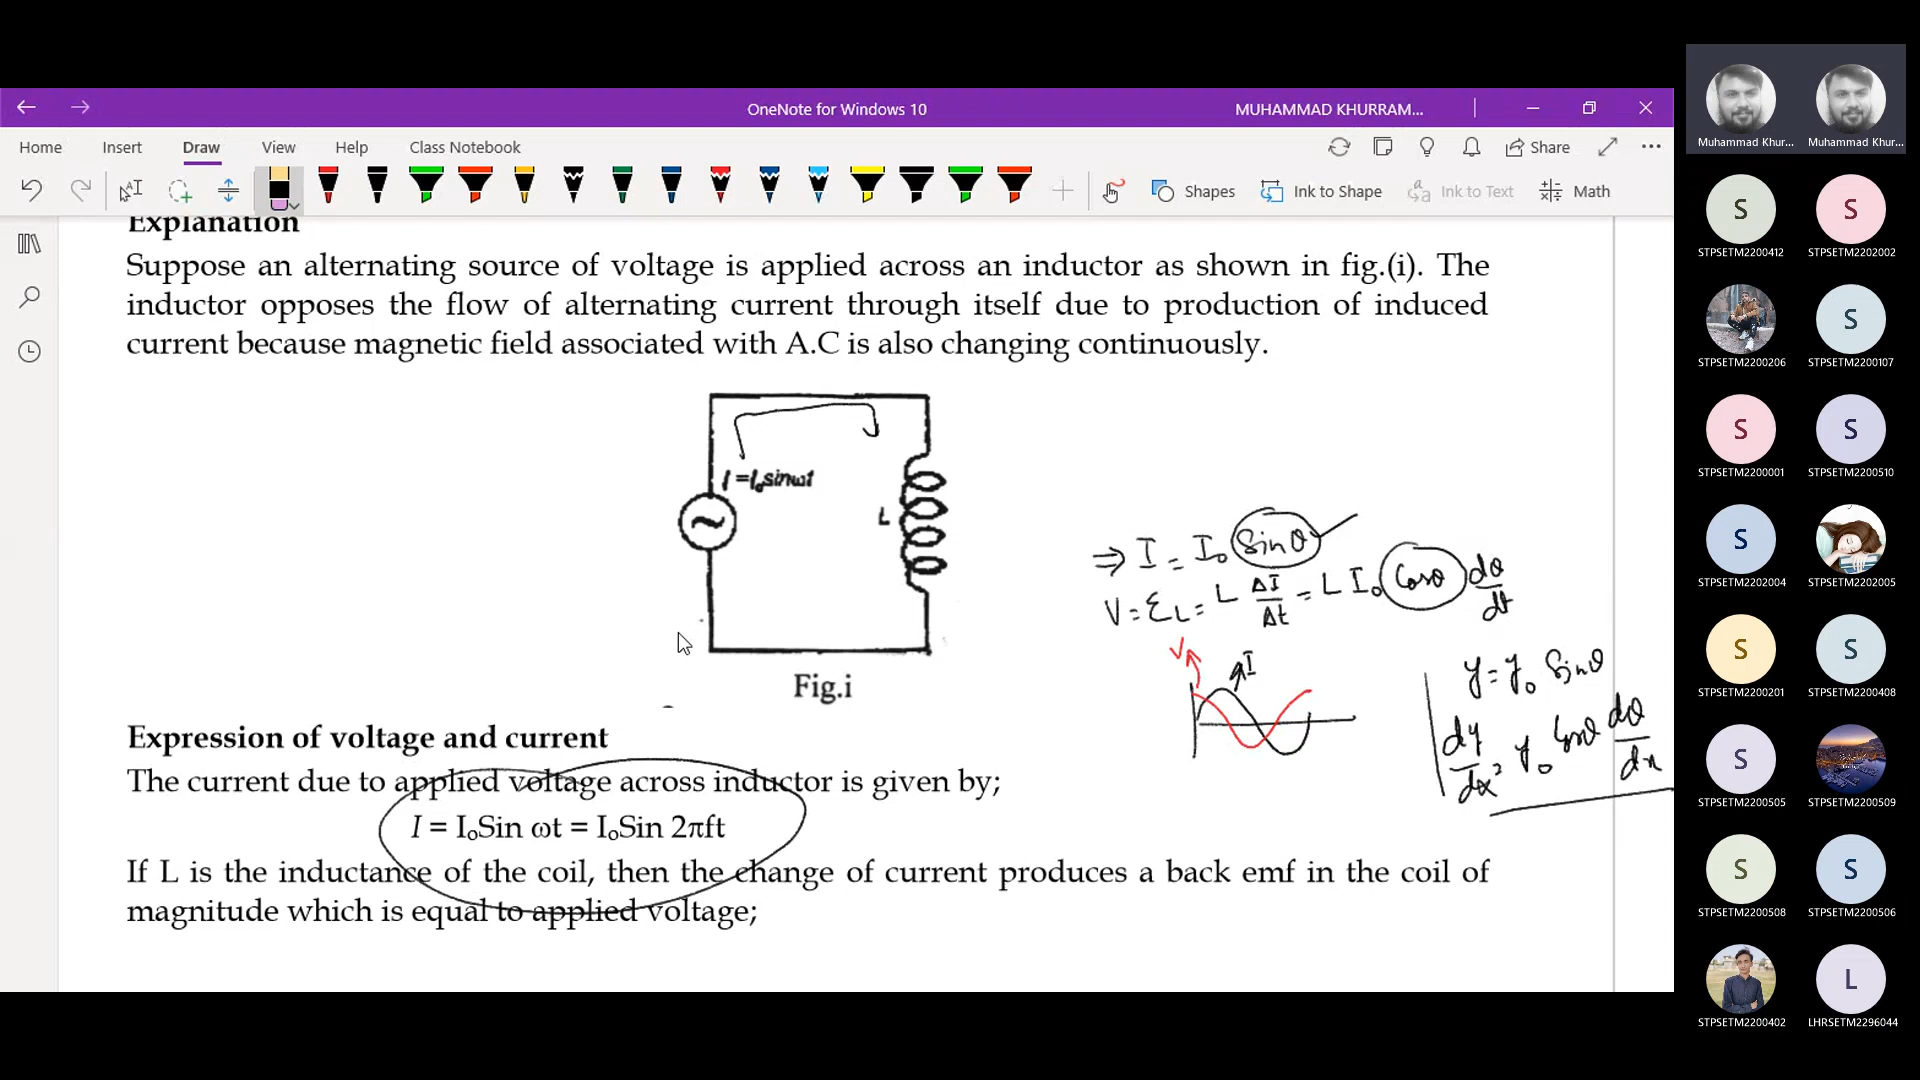 OneNote for Windows 10
MUHAMMAD KHURRAM...
Home Insert Draw View Help Class Notebook
Share
Shapes Ink to Shape Ink to Text Math
Explanation
Suppose an alternating source of voltage is applied across an inductor as shown in fig.(i). The
inductor opposes the flow of alternating current through itself due to production of induced
current because magnetic field associated with A.C is also changing continuously.
I = I₀sinωt
L
Fig.i
⇒ I = I₀ Sinθ
V = ℰL = L ΔI/Δt = L I₀ Cosθ dθ/dt
V
I
y = y₀ Sinθ
dy/dx = y₀ Cosθ dθ/dx
Expression of voltage and current
The current due to applied voltage across inductor is given by;
I = I₀Sin ωt = I₀Sin 2πft
If L is the inductance of the coil, then the change of current produces a back emf in the coil of
magnitude which is equal to applied voltage;
Muhammad Khur... Muhammad Khur...
S S
STPSETM2200412 STPSETM2202002
S
STPSETM2200206 STPSETM2200107
S S
STPSETM2200001 STPSETM2200510
S
STPSETM2202004 STPSETM2202005
S S
STPSETM2200201 STPSETM2200408
S
STPSETM2200505 STPSETM2200509
S S
STPSETM2200508 STPSETM2200506
L
STPSETM2200402 LHRSETM2296044